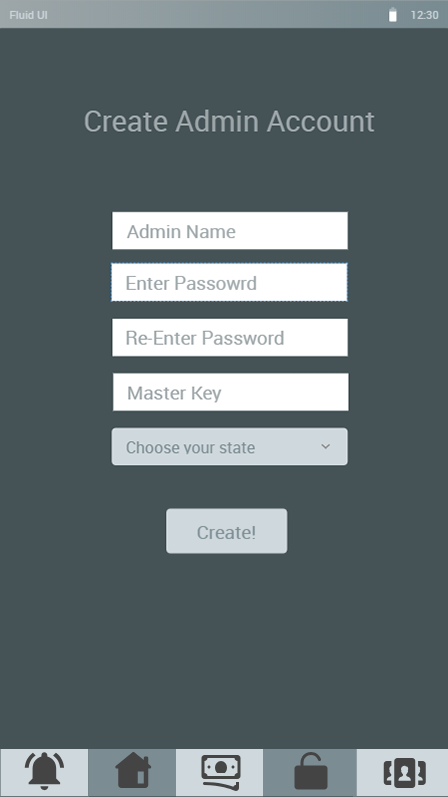 Fluid UI 12:30
Create Admin Account
Admin Name
Enter Passowrd
Re-Enter Password
Master Key
Choose your state
Create!